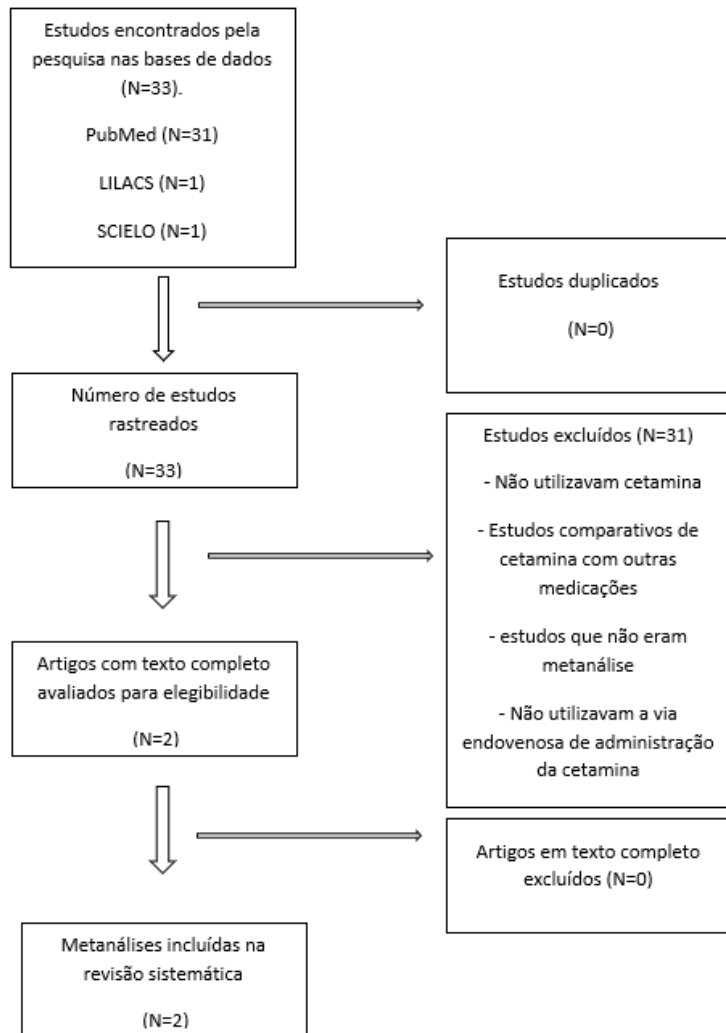 Estudos encontrados pela
pesquisa nas bases de dados
(N=33).
PubMed (N=31)
LILACS (N=1)
SCIELO (N=1)
Estudos duplicados
(N=0)
Número de estudos
rastreados
(N=33)
Estudos excluídos (N=31)
- Não utilizavam cetamina
- Estudos comparativos de
cetamina com outras
medicações
- estudos que não eram
metanálise
- Não utilizavam a via
endovenosa de administração
da cetamina
Artigos com texto completo
avaliados para elegibilidade
(N=2)
Artigos em texto completo
excluídos (N=0)
Metanálises incluídas na
revisão sistemática
(N=2)